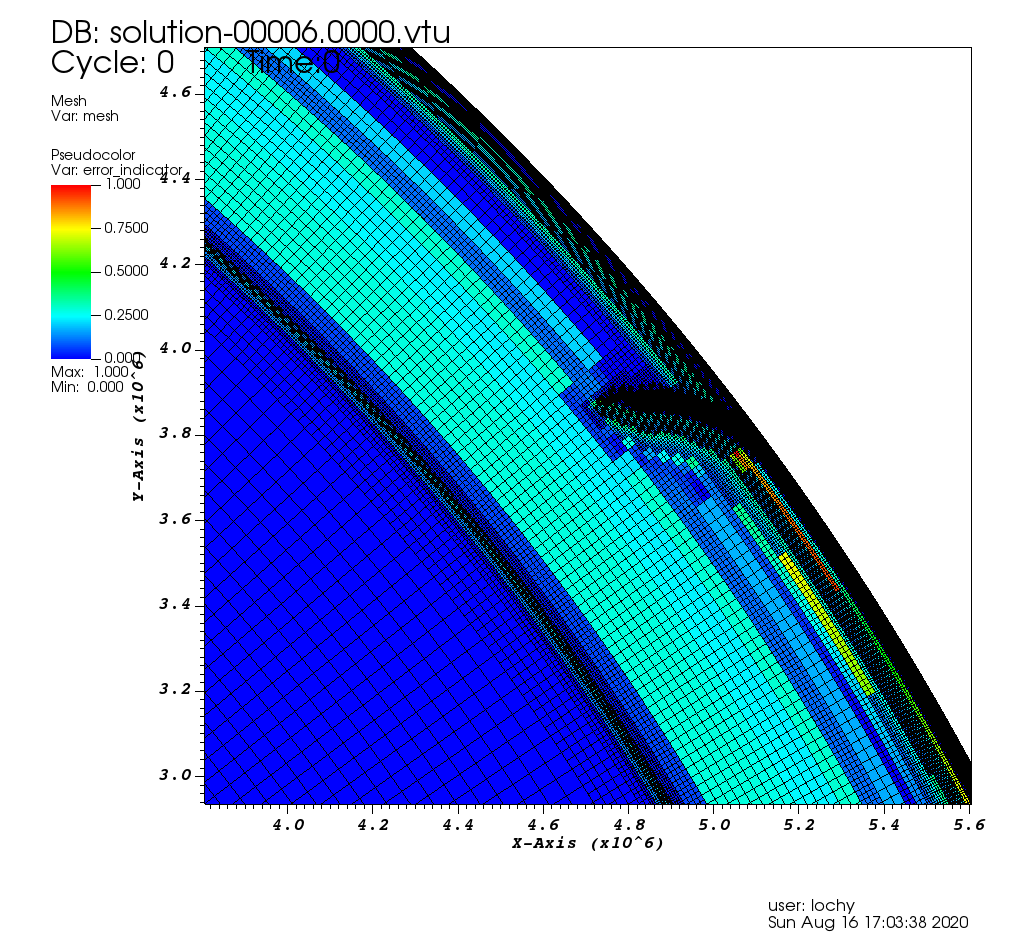 DB: solution-00006.0000.vtu
Cycle: 0 Time:0
Mesh
Var: mesh
Pseudocolor
Var: error_indicator
1.000
0.7500
0.5000
0.2500
0.000
Max: 1.000
Min: 0.000
4.6
4.4
4.2
4.0
3.8
3.6
3.4
3.2
3.0
Y-Axis (x10^6)
4.0 4.2 4.4 4.6 4.8 5.0 5.2 5.4 5.6
X-Axis (x10^6)
user: lochy
Sun Aug 16 17:03:38 2020